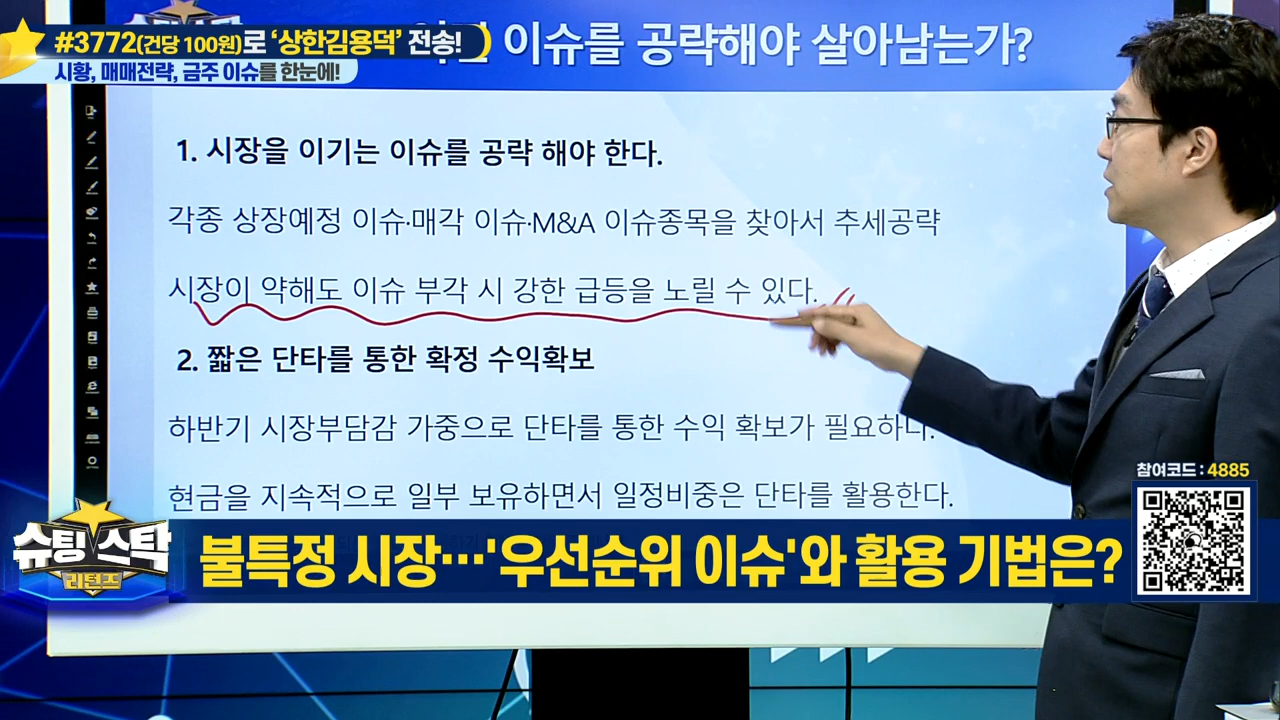 #3772(건당 100원)로 '상한김용덕' 전송!
시황, 매매전략, 금주 이슈를 한눈에!
이슈를 공략해야 살아남는가?
1. 시장을 이기는 이슈를 공략 해야 한다.
각종 상장예정 이슈·매각 이슈·M&A 이슈종목을 찾아서 추세공략
시장이 약해도 이슈 부각 시 강한 급등을 노릴 수 있다.
2. 짧은 단타를 통한 확정 수익확보
하반기 시장부담감 가중으로 단타를 통한 수익 확보가 필요하다.
현금을 지속적으로 일부 보유하면서 일정비중은 단타를 활용한다.
참여코드 : 4885
슈팅스탁
리턴즈
불특정 시장…'우선순위 이슈'와 활용 기법은?